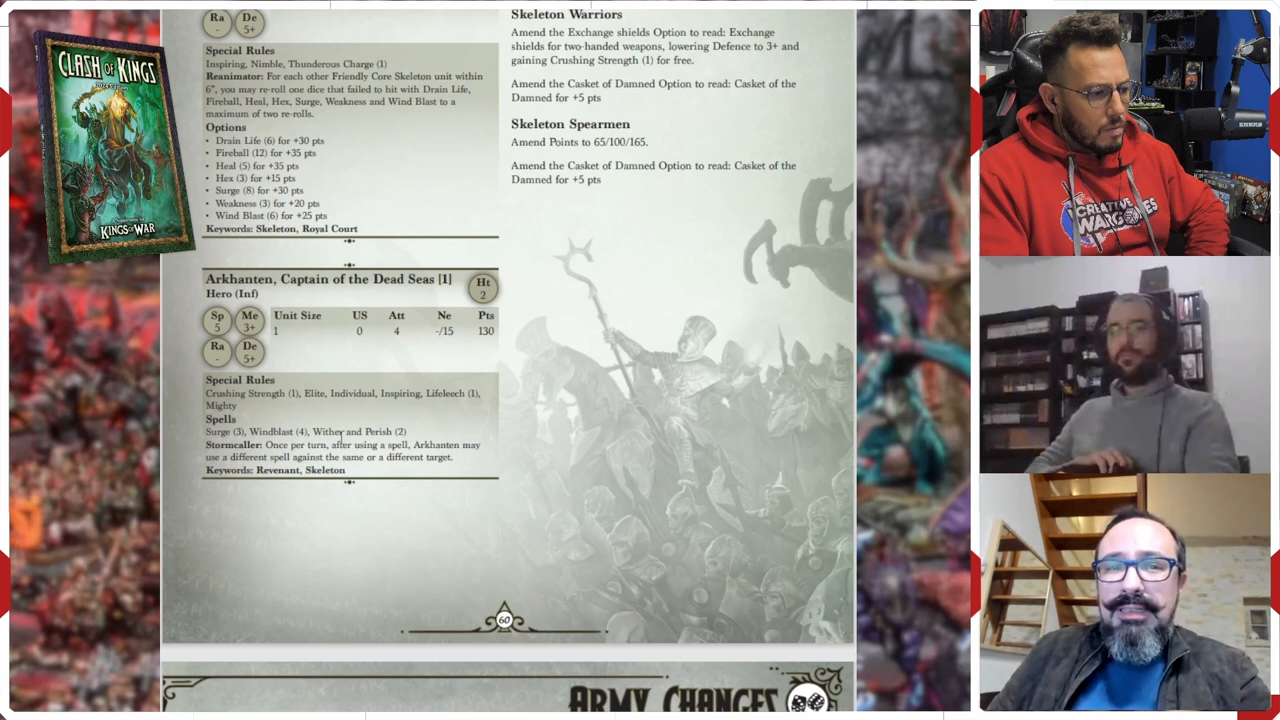 CLASH OF KINGS
A Supplement for
KINGS OF WAR
Ra
-
De
5+
Special Rules
Inspiring, Nimble, Thunderous Charge (1)
Reanimator: For each other Friendly Core Skeleton unit within
6", you may re-roll one dice that failed to hit with Drain Life,
Fireball, Heal, Hex, Surge, Weakness and Wind Blast to a
maximum of two re-rolls.
Options
• Drain Life (6) for +30 pts
• Fireball (12) for +35 pts
• Heal (5) for +35 pts
• Hex (3) for +15 pts
• Surge (8) for +30 pts
• Weakness (3) for +20 pts
• Wind Blast (6) for +25 pts
Keywords: Skeleton, Royal Court
Arkhanten, Captain of the Dead Seas [1]
Hero (Inf)
Ht
2
Sp
5
Me
3+
Unit Size US Att Ne Pts
1 0 4 -/15 130
Ra
-
De
5+
Special Rules
Crushing Strength (1), Elite, Individual, Inspiring, Lifeleech (1),
Mighty
Spells
Surge (3), Windblast (4), Wither and Perish (2)
Stormcaller: Once per turn, after using a spell, Arkhanten may
use a different spell against the same or a different target.
Keywords: Revenant, Skeleton
Skeleton Warriors
Amend the Exchange shields Option to read: Exchange
shields for two-handed weapons, lowering Defence to 3+ and
gaining Crushing Strength (1) for free.
Amend the Casket of Damned Option to read: Casket of the
Damned for +5 pts
Skeleton Spearmen
Amend Points to 65/100/165.
Amend the Casket of Damned Option to read: Casket of the
Damned for +5 pts
60
ARMY CHANGES
CREATIVE
WARGAMES